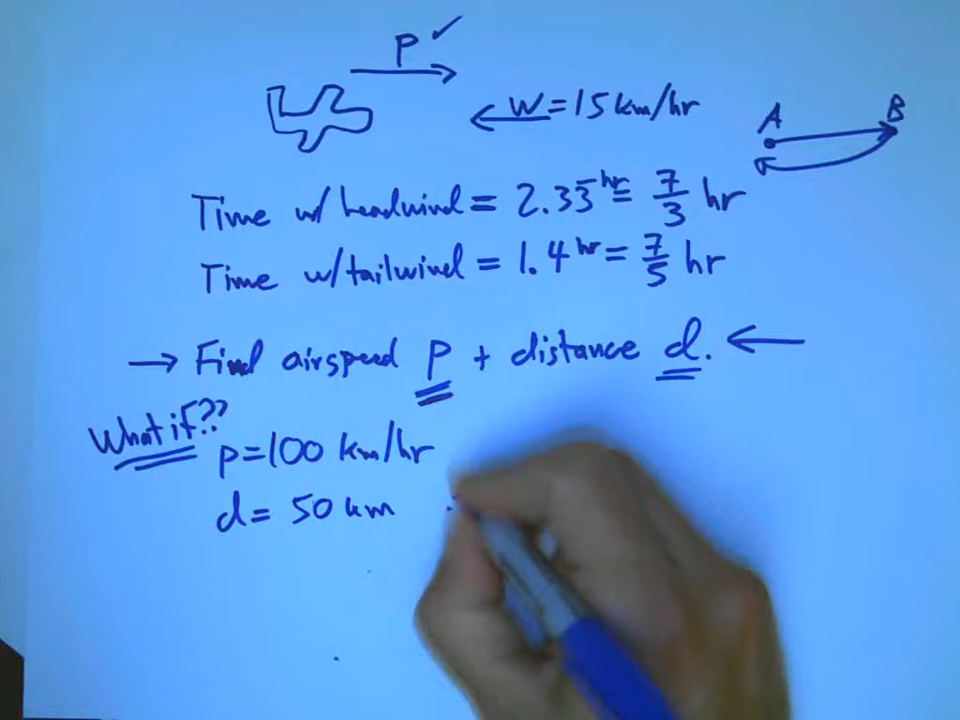 P ✓
W = 15 km/hr
A B
Time w/ headwind = 2.33 hr = 7/3 hr
Time w/ tailwind = 1.4 hr = 7/5 hr
→ Find airspeed p + distance d. ←
What if??
p = 100 km/hr
d = 50 km